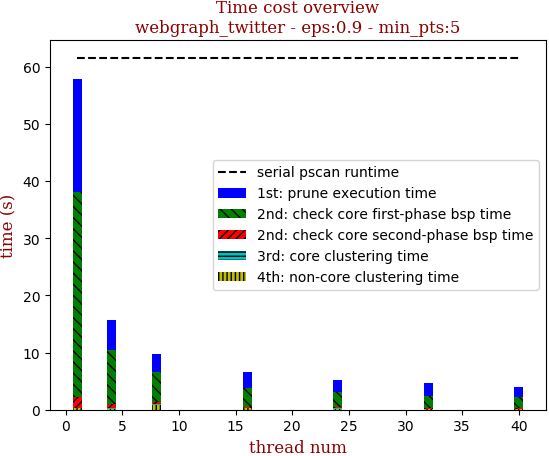 Time cost overview
webgraph_twitter - eps:0.9 - min_pts:5
time (s)
60
50
40
30
20
10
0
serial pscan runtime
1st: prune execution time
2nd: check core first-phase bsp time
2nd: check core second-phase bsp time
3rd: core clustering time
4th: non-core clustering time
0 5 10 15 20 25 30 35 40
thread num